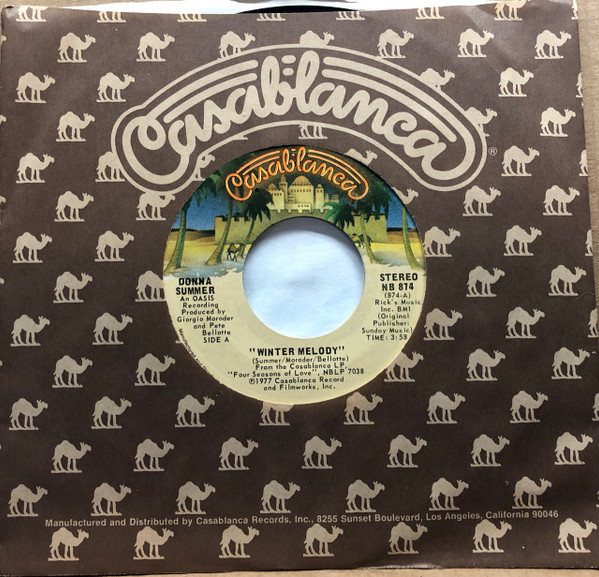 Casablanca
®
Casablanca
DONNA
SUMMER
An OASIS
Recording
Produced by
Giorgio Moroder
and Pete
Bellotte
SIDE A
STEREO
NB 874
(874-A)
Rick's Music
Inc. BMI
(Original
Publisher:
Sunday Music)
TIME: 3:58
"WINTER MELODY"
(Summer/Moroder/Bellotte)
From the Casablanca LP,
"Four Seasons of Love", NBLP 7038
℗1977 Casablanca Record
and Filmworks, Inc.
Manufactured and Distributed by Casablanca Records, Inc., 8255 Sunset Boulevard, Los Angeles, California 90046